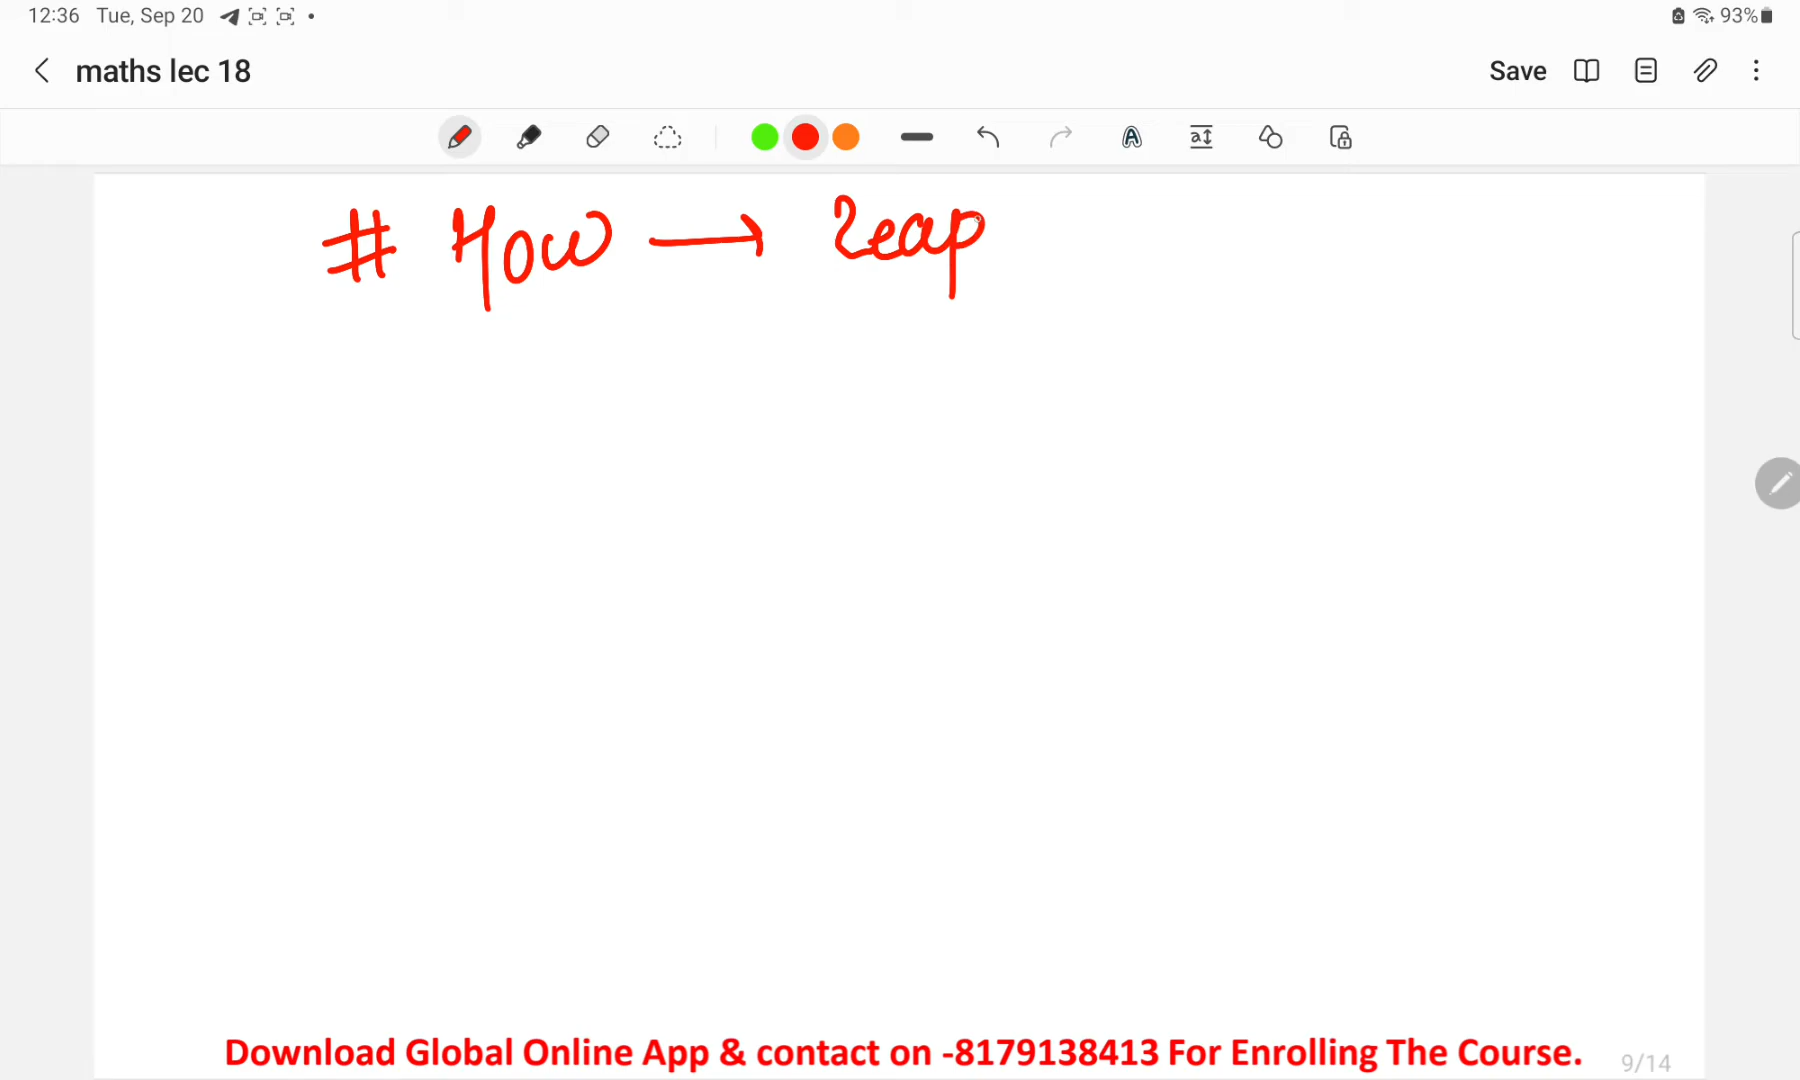 12:36 Tue, Sep 20 93%
maths lec 18
Save
# How → Leap
Download Global Online App & contact on -8179138413 For Enrolling The Course.
9/14